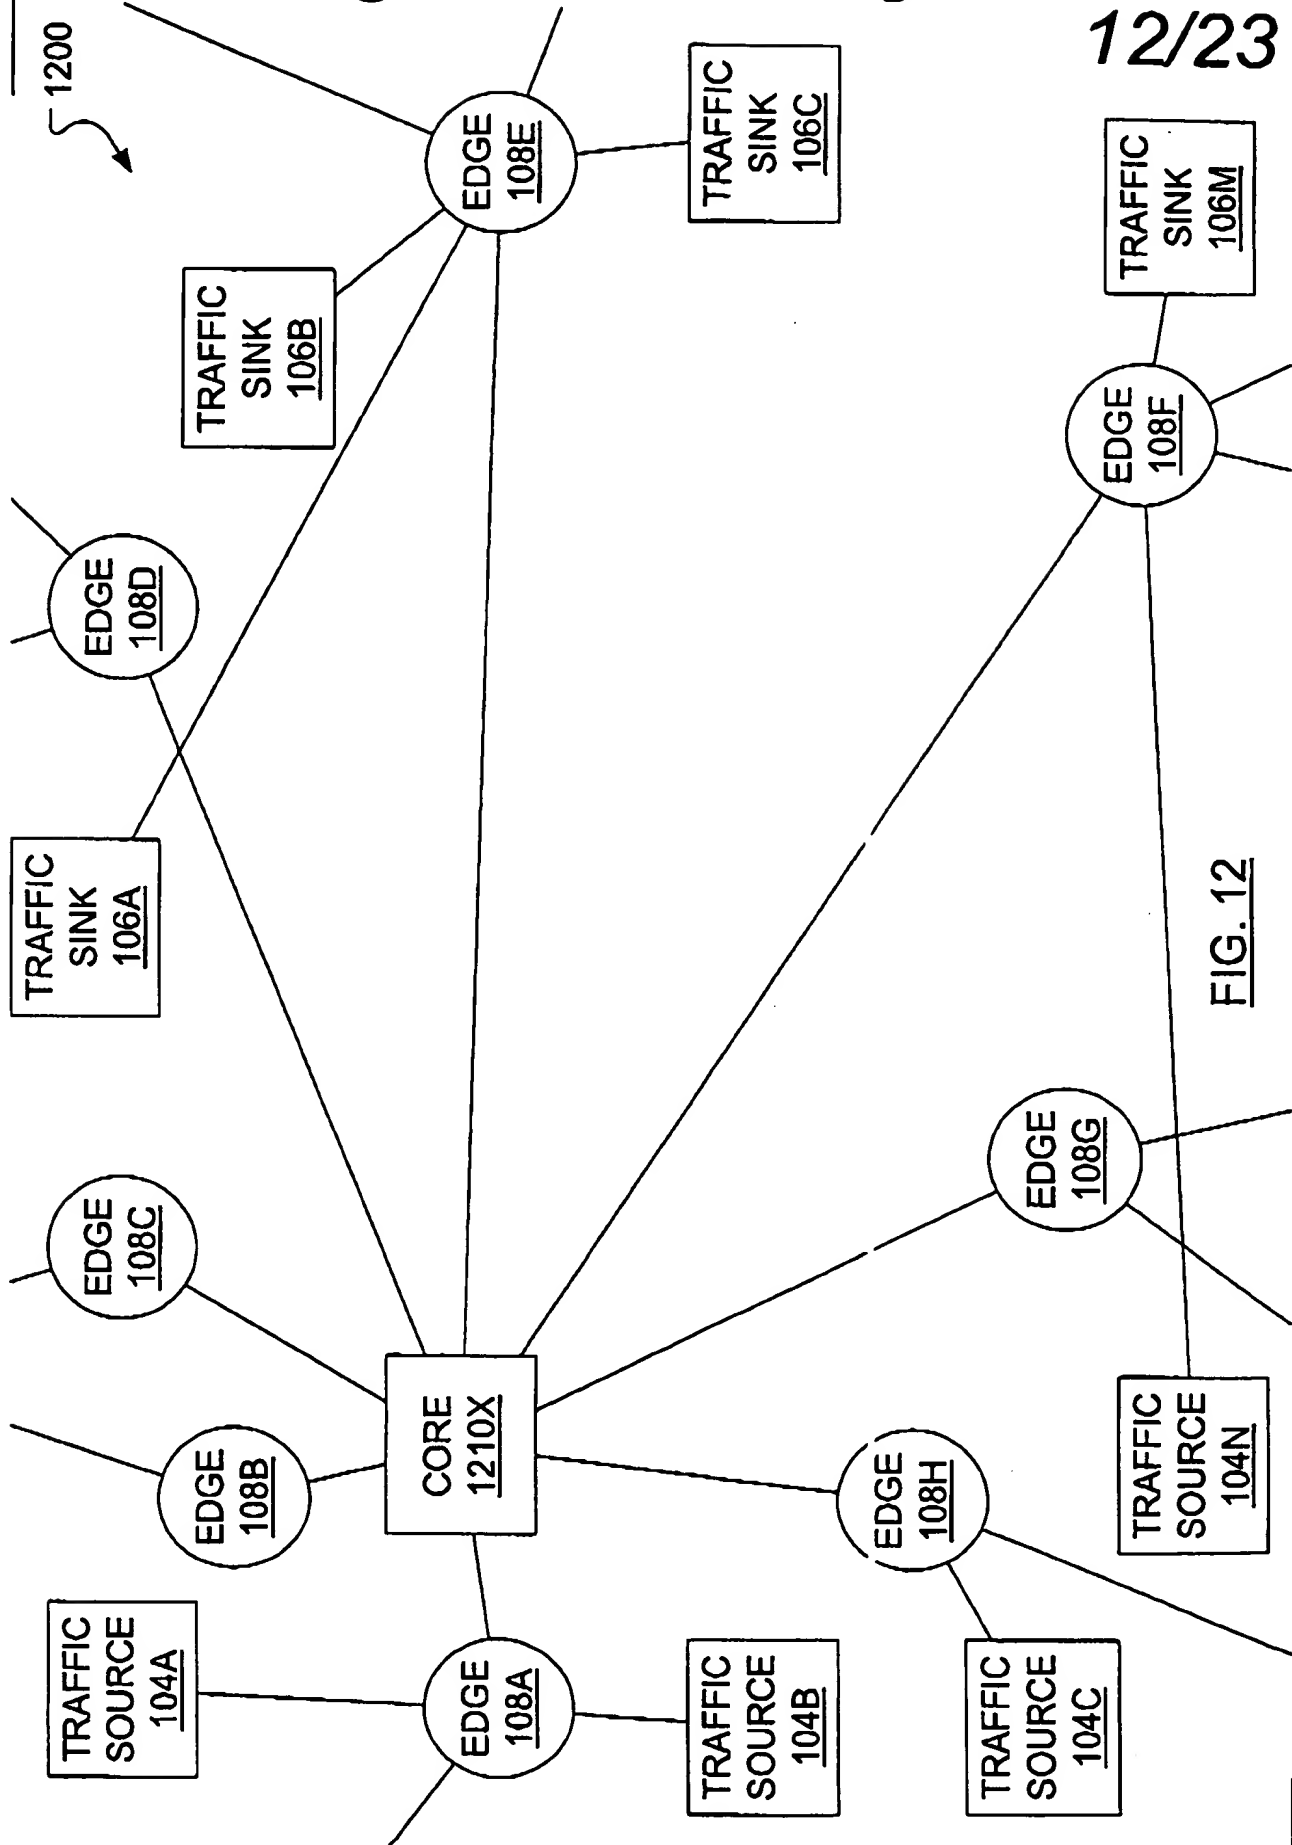 12/23
1200
TRAFFIC
SINK
106A
TRAFFIC
SINK
106B
TRAFFIC
SINK
106C
TRAFFIC
SINK
106M
EDGE
108C
EDGE
108D
EDGE
108E
EDGE
108B
CORE
1210X
EDGE
108F
EDGE
108G
EDGE
108A
EDGE
108H
TRAFFIC
SOURCE
104A
TRAFFIC
SOURCE
104B
TRAFFIC
SOURCE
104C
TRAFFIC
SOURCE
104N
FIG. 12